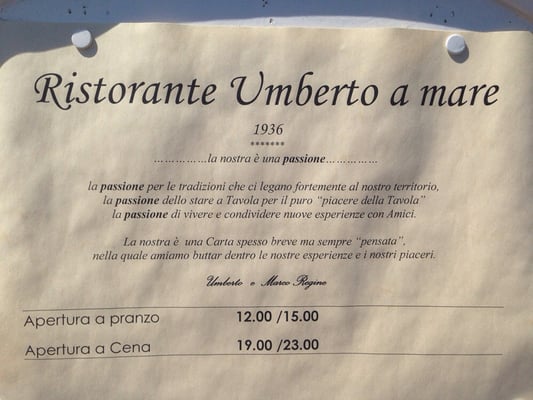 Ristorante Umberto a mare
1936
*******
……………la nostra è una passione……………
la passione per le tradizioni che ci legano fortemente al nostro territorio,
la passione dello stare a Tavola per il puro “piacere della Tavola”
la passione di vivere e condividere nuove esperienze con Amici.
La nostra è una Carta spesso breve ma sempre “pensata”,
nella quale amiamo buttar dentro le nostre esperienze e i nostri piaceri.
Umberto e Marco Regine
Apertura a pranzo 12.00 /15.00
Apertura a Cena 19.00 /23.00